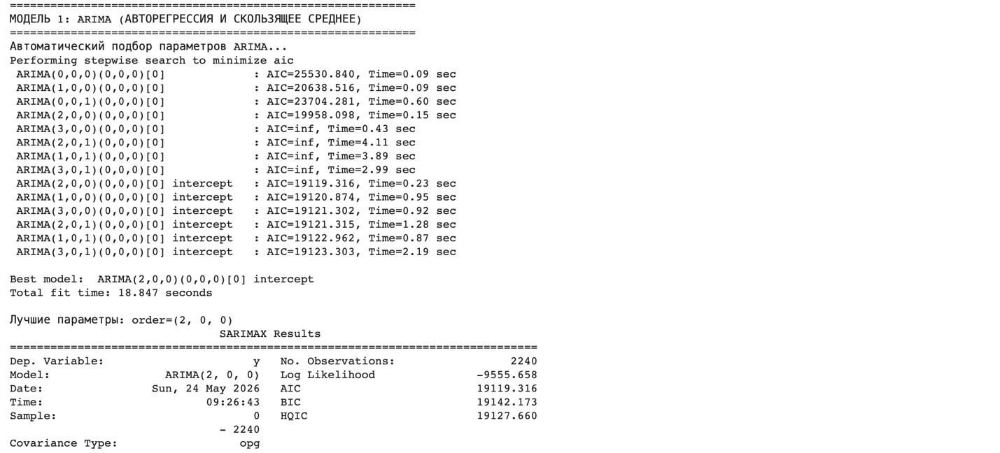 ============================================================
МОДЕЛЬ 1: ARIMA (АВТОРЕГРЕССИЯ И СКОЛЬЗЯЩЕЕ СРЕДНЕЕ)
============================================================
Автоматический подбор параметров ARIMA...
Performing stepwise search to minimize aic
 ARIMA(0,0,0)(0,0,0)[0]             : AIC=25530.840, Time=0.09 sec
 ARIMA(1,0,0)(0,0,0)[0]             : AIC=20638.516, Time=0.09 sec
 ARIMA(0,0,1)(0,0,0)[0]             : AIC=23704.281, Time=0.60 sec
 ARIMA(2,0,0)(0,0,0)[0]             : AIC=19958.098, Time=0.15 sec
 ARIMA(3,0,0)(0,0,0)[0]             : AIC=inf, Time=0.43 sec
 ARIMA(2,0,1)(0,0,0)[0]             : AIC=inf, Time=4.11 sec
 ARIMA(1,0,1)(0,0,0)[0]             : AIC=inf, Time=3.89 sec
 ARIMA(3,0,1)(0,0,0)[0]             : AIC=inf, Time=2.99 sec
 ARIMA(2,0,0)(0,0,0)[0] intercept   : AIC=19119.316, Time=0.23 sec
 ARIMA(1,0,0)(0,0,0)[0] intercept   : AIC=19120.874, Time=0.95 sec
 ARIMA(3,0,0)(0,0,0)[0] intercept   : AIC=19121.302, Time=0.92 sec
 ARIMA(2,0,1)(0,0,0)[0] intercept   : AIC=19121.315, Time=1.28 sec
 ARIMA(1,0,1)(0,0,0)[0] intercept   : AIC=19122.962, Time=0.87 sec
 ARIMA(3,0,1)(0,0,0)[0] intercept   : AIC=19123.303, Time=2.19 sec

Best model:  ARIMA(2,0,0)(0,0,0)[0] intercept
Total fit time: 18.847 seconds

Лучшие параметры: order=(2, 0, 0)
                               SARIMAX Results
==============================================================================
Dep. Variable:                      y   No. Observations:                 2240
Model:               ARIMA(2, 0, 0)   Log Likelihood               -9555.658
Date:                Sun, 24 May 2026   AIC                          19119.316
Time:                        09:26:43   BIC                          19142.173
Sample:                             0   HQIC                         19127.660
                               - 2240
Covariance Type:                  opg